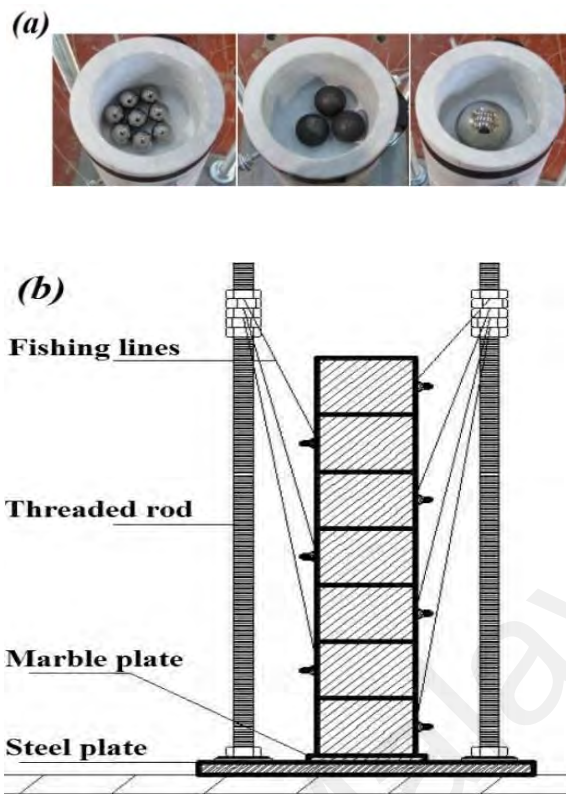 (a)
(b)
Fishing lines
Threaded rod
Marble plate
Steel plate